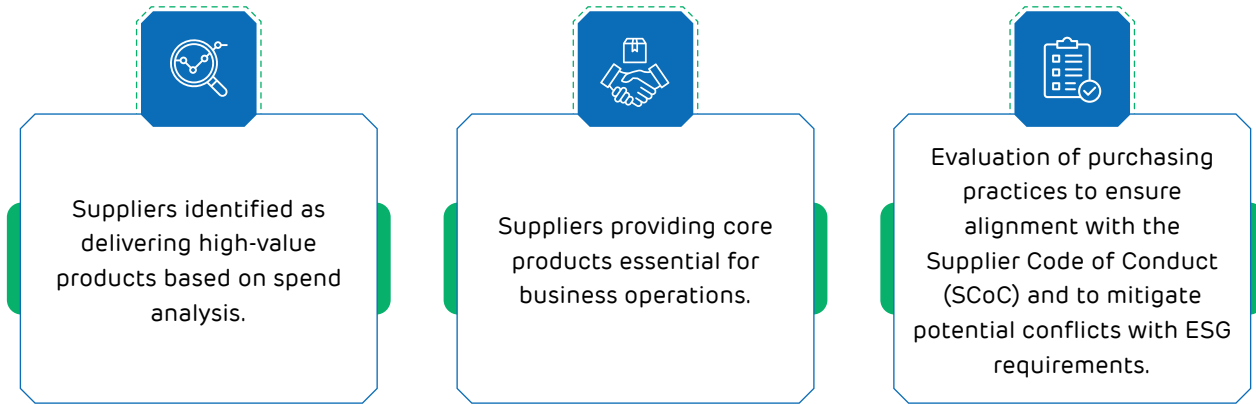 Suppliers identified as
delivering high-value
products based on spend
analysis.
Suppliers providing core
products essential for
business operations.
Evaluation of purchasing
practices to ensure
alignment with the
Supplier Code of Conduct
(SCoC) and to mitigate
potential conflicts with ESG
requirements.